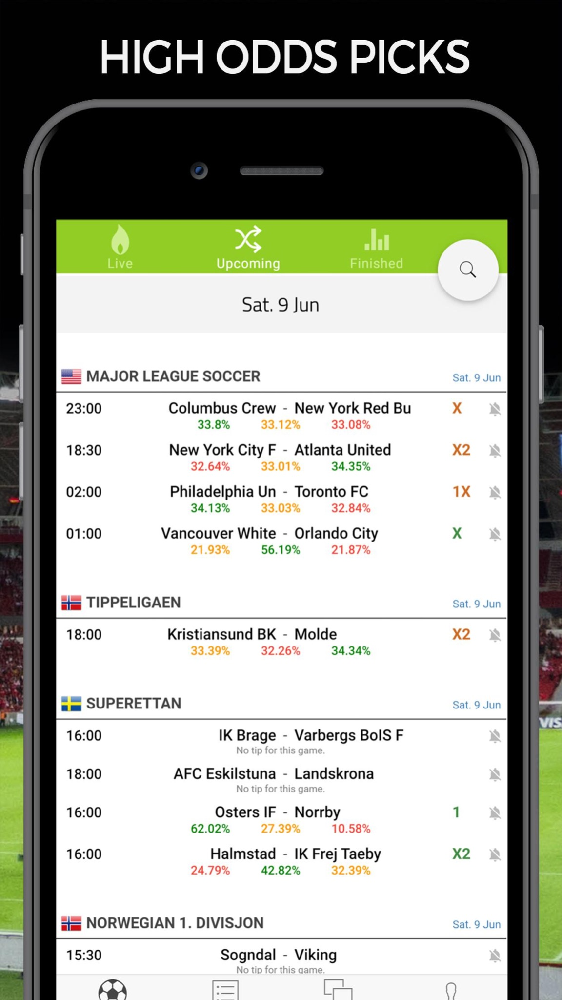 HIGH ODDS PICKS
Live
Upcoming
Finished
Sat. 9 Jun
MAJOR LEAGUE SOCCER Sat. 9 Jun
23:00 Columbus Crew - New York Red Bu X
33.8% 33.12% 33.08%
18:30 New York City F - Atlanta United X2
32.64% 33.01% 34.35%
02:00 Philadelphia Un - Toronto FC 1X
34.13% 33.03% 32.84%
01:00 Vancouver White - Orlando City X
21.93% 56.19% 21.87%
TIPPELIGAEN Sat. 9 Jun
18:00 Kristiansund BK - Molde X2
33.39% 32.26% 34.34%
SUPERETTAN Sat. 9 Jun
16:00 IK Brage - Varbergs BoIS F
No tip for this game.
18:00 AFC Eskilstuna - Landskrona
No tip for this game.
16:00 Osters IF - Norrby 1
62.02% 27.39% 10.58%
16:00 Halmstad - IK Frej Taeby X2
24.79% 42.82% 32.39%
NORWEGIAN 1. DIVISJON Sat. 9 Jun
15:30 Sogndal - Viking
No tip for this game.
VIS